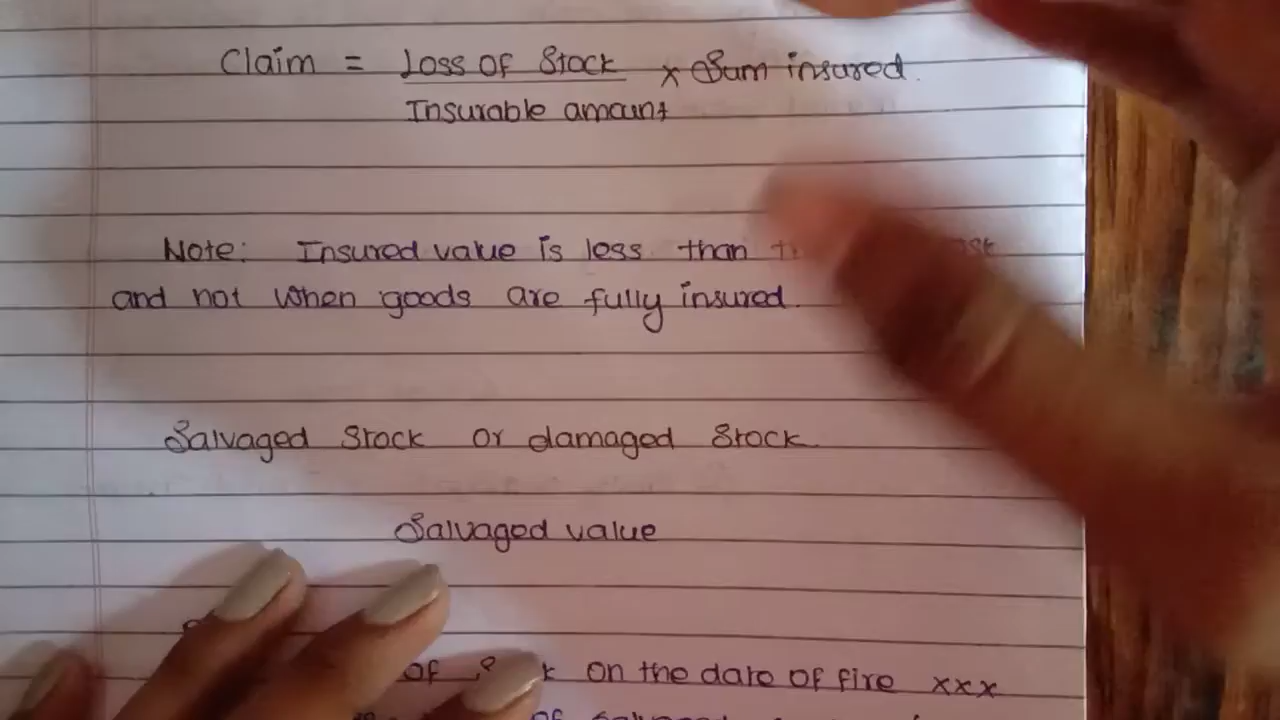 Claim = Loss of Stock × Sum insured.
Insurable amount
Note: Insured value is less than
and not when goods are fully insured.
Salvaged Stock or damaged Stock
Salvaged value
of on the date of fire xxx
of